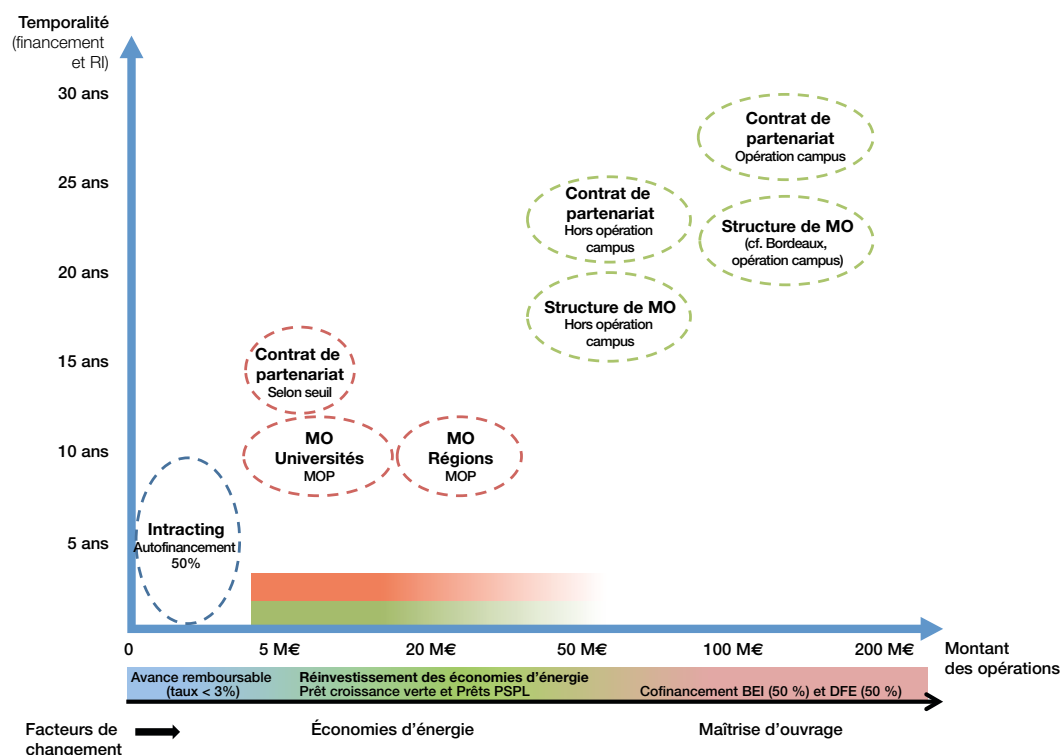 Temporalité
(financement
et RI)
30 ans
25 ans
20 ans
15 ans
10 ans
5 ans
Contrat de
partenariat
Opération campus
Contrat de
partenariat
Hors opération
campus
Structure de MO
(cf. Bordeaux,
opération campus)
Structure de MO
Hors opération
campus
Contrat de
partenariat
Selon seuil
MO
Universités
MOP
MO
Régions
MOP
Intracting
Autofinancement
50%
0
5 M€
20 M€
50 M€
100 M€
200 M€
Montant
des opérations
Avance remboursable
(taux < 3%)
Réinvestissement des économies d'énergie
Prêt croissance verte et Prêts PSPL
Cofinancement BEI (50 %) et DFE (50 %)
Facteurs de
changement
Économies d'énergie
Maîtrise d'ouvrage